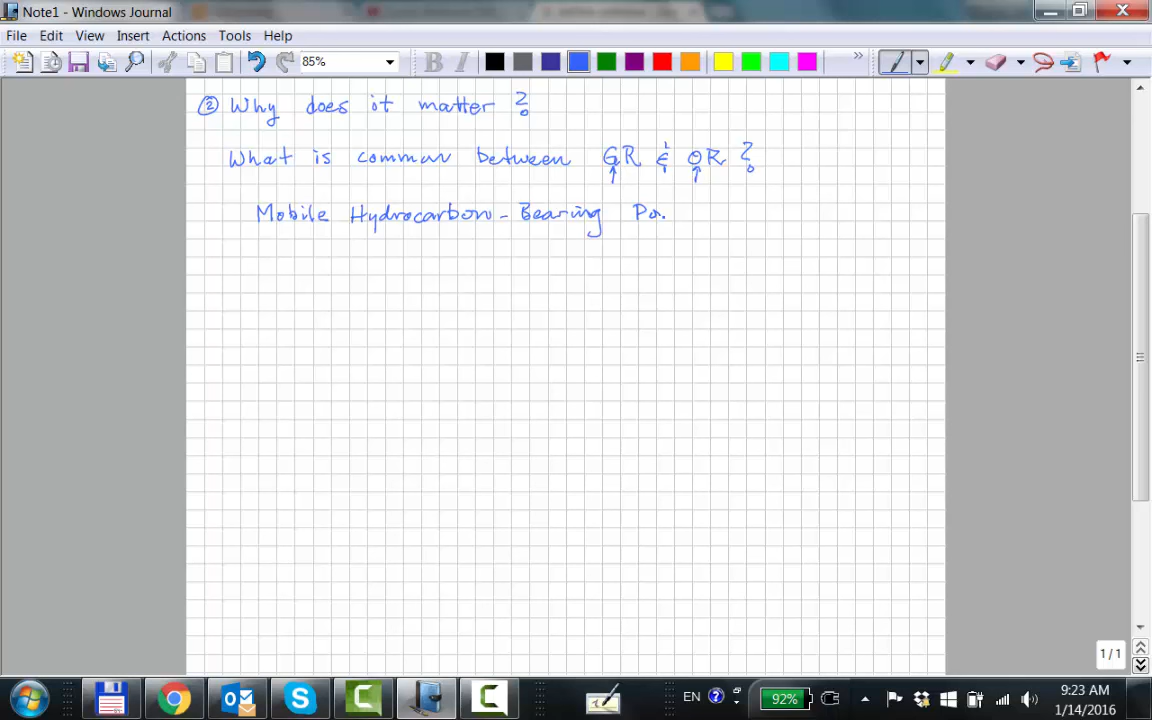 Note1 - Windows Journal
File Edit View Insert Actions Tools Help
85% B I
② Why does it matter ?
What is common between GR & OR ?
Mobile Hydrocarbon - Bearing Po.
1 / 1
EN 92% 9:23 AM
1/14/2016